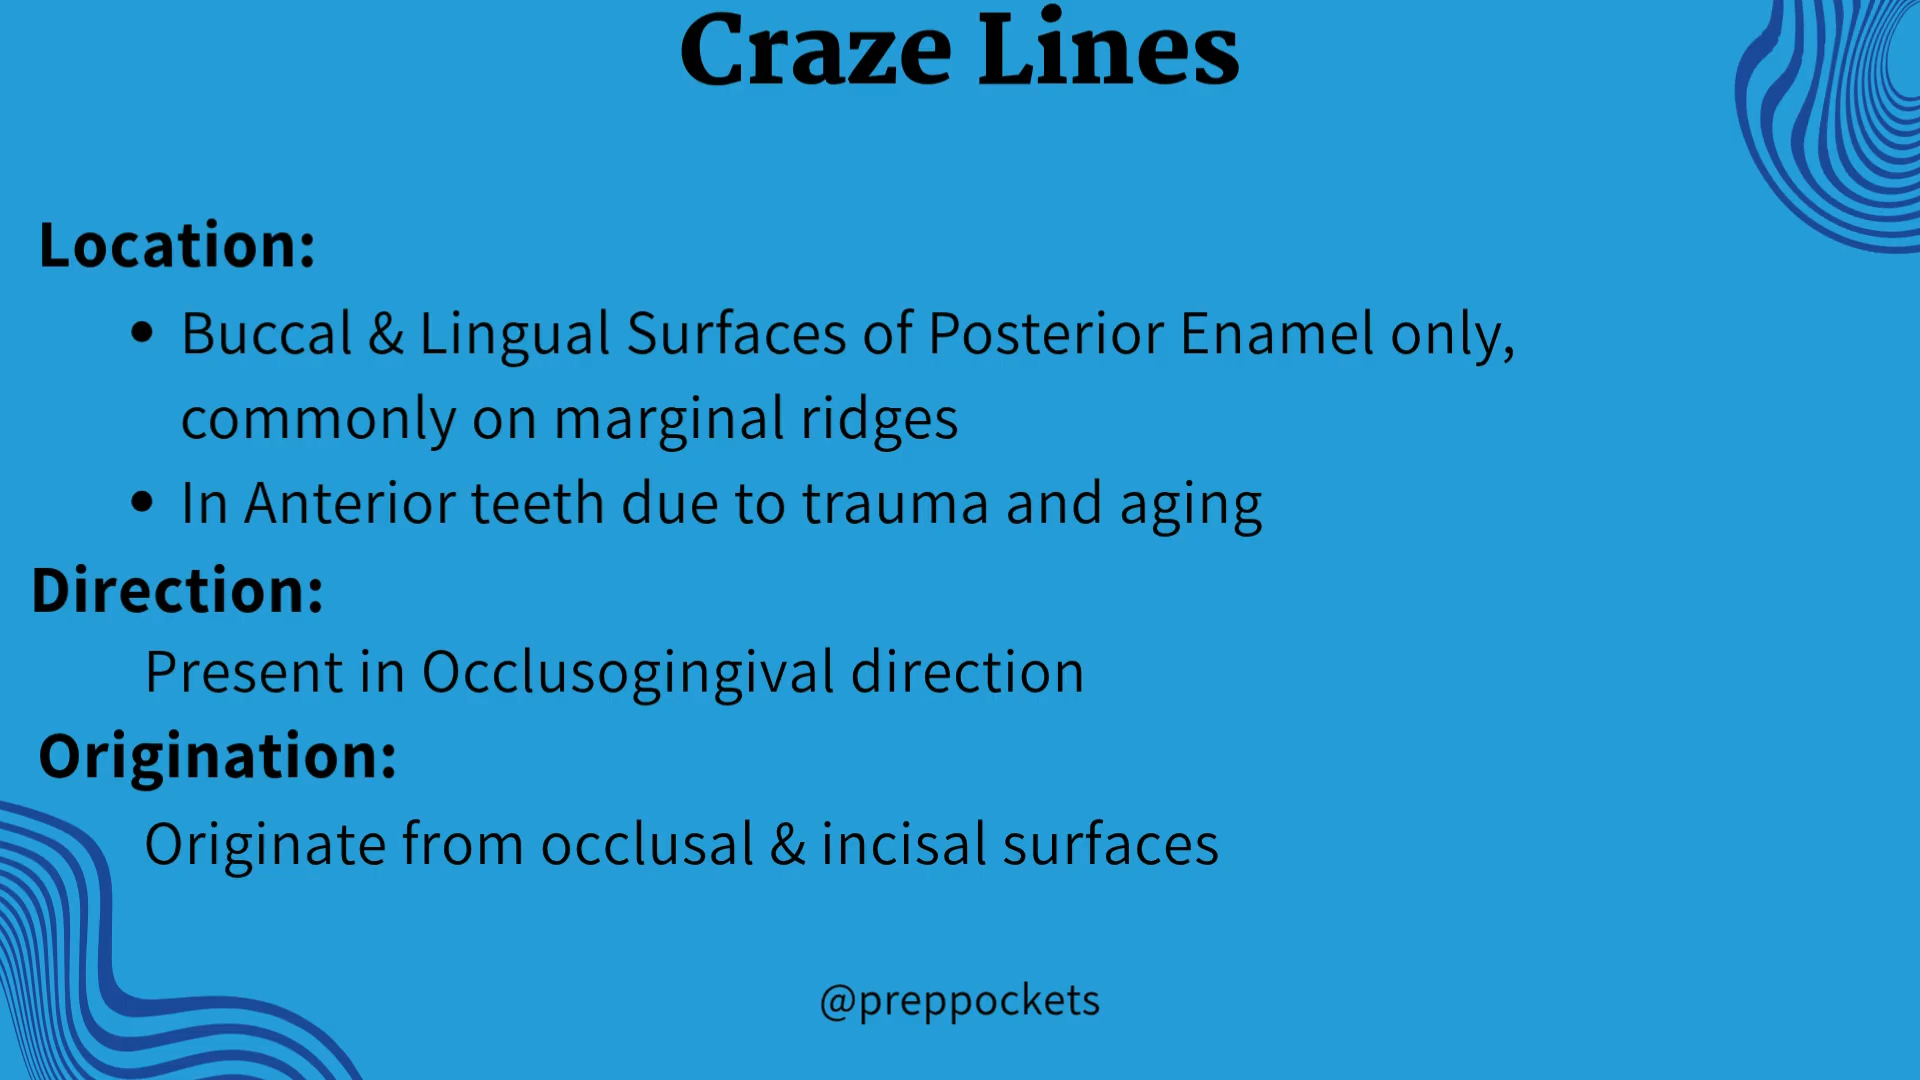 Craze Lines
Location:
• Buccal & Lingual Surfaces of Posterior Enamel only,
commonly on marginal ridges
• In Anterior teeth due to trauma and aging
Direction:
Present in Occlusogingival direction
Origination:
Originate from occlusal & incisal surfaces
@preppockets